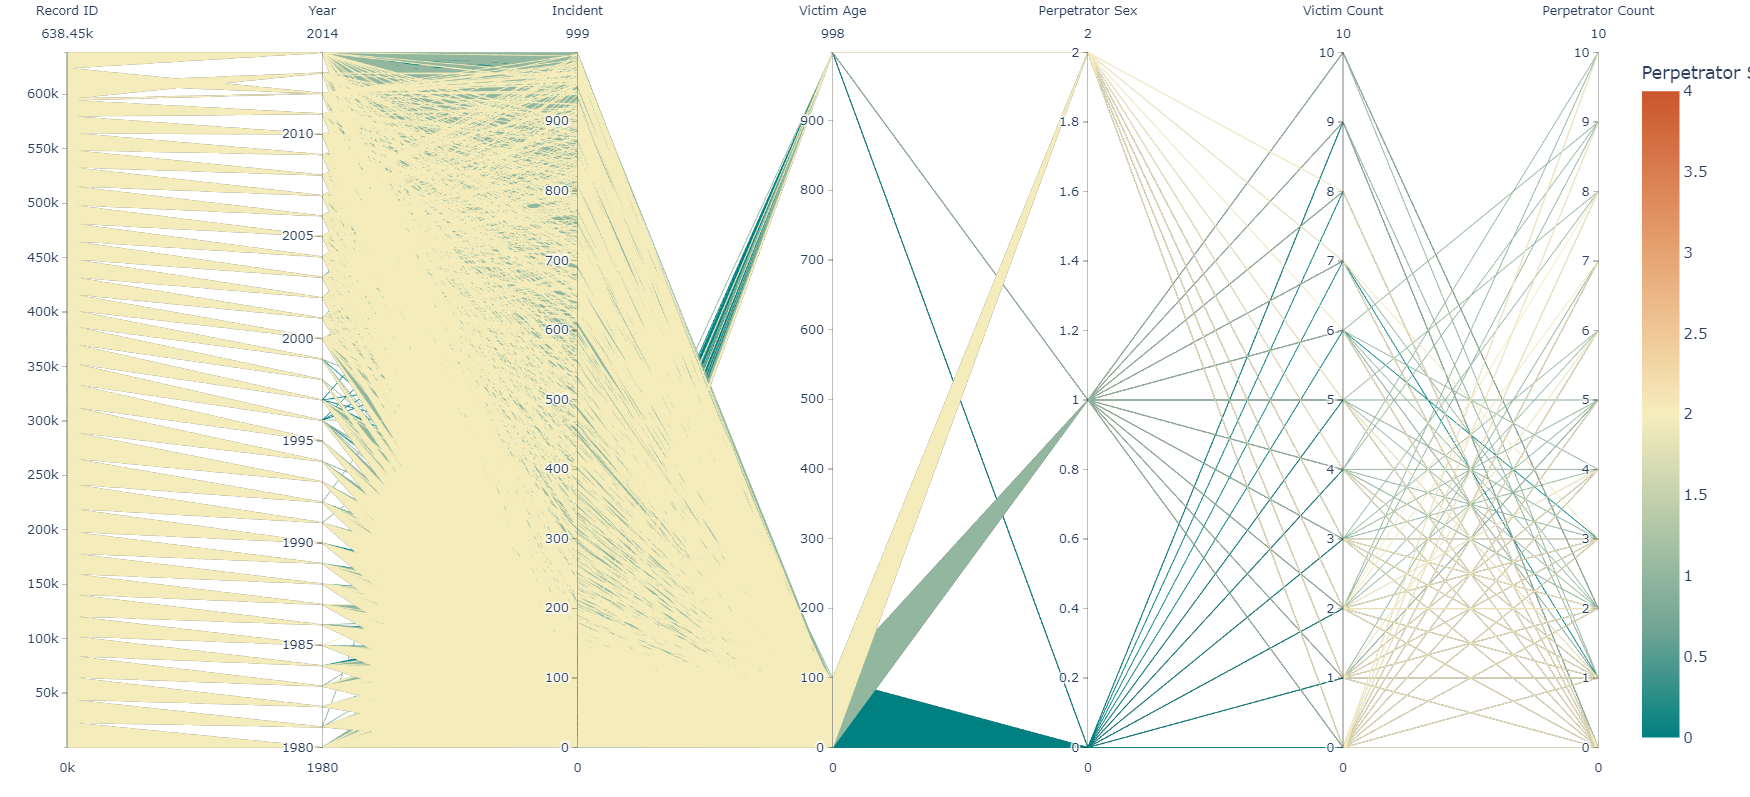 Record ID Year Incident Victim Age Perpetrator Sex Victim Count Perpetrator Count
638.45k 2014 999 998 2 10 10
2 10 10
Perpetrator S
600k 900 900 1.8 9 9 4
2010
550k 800 800 1.6 8 8 3.5
500k
2005 700 700 1.4 7 7 3
450k
400k
2000 600 600 1.2 6 6 2.5
350k
500 500 1 5 5 2
300k
1995
250k 400 400 0.8 4 4 1.5
200k
1990 300 300 0.6 3 3 1
150k
200 200 0.4 2 2
100k
1985 100 100 0.2 1 1 0.5
50k
1980 0 0 0 0 0 0
0k 1980 0 0 0 0 0